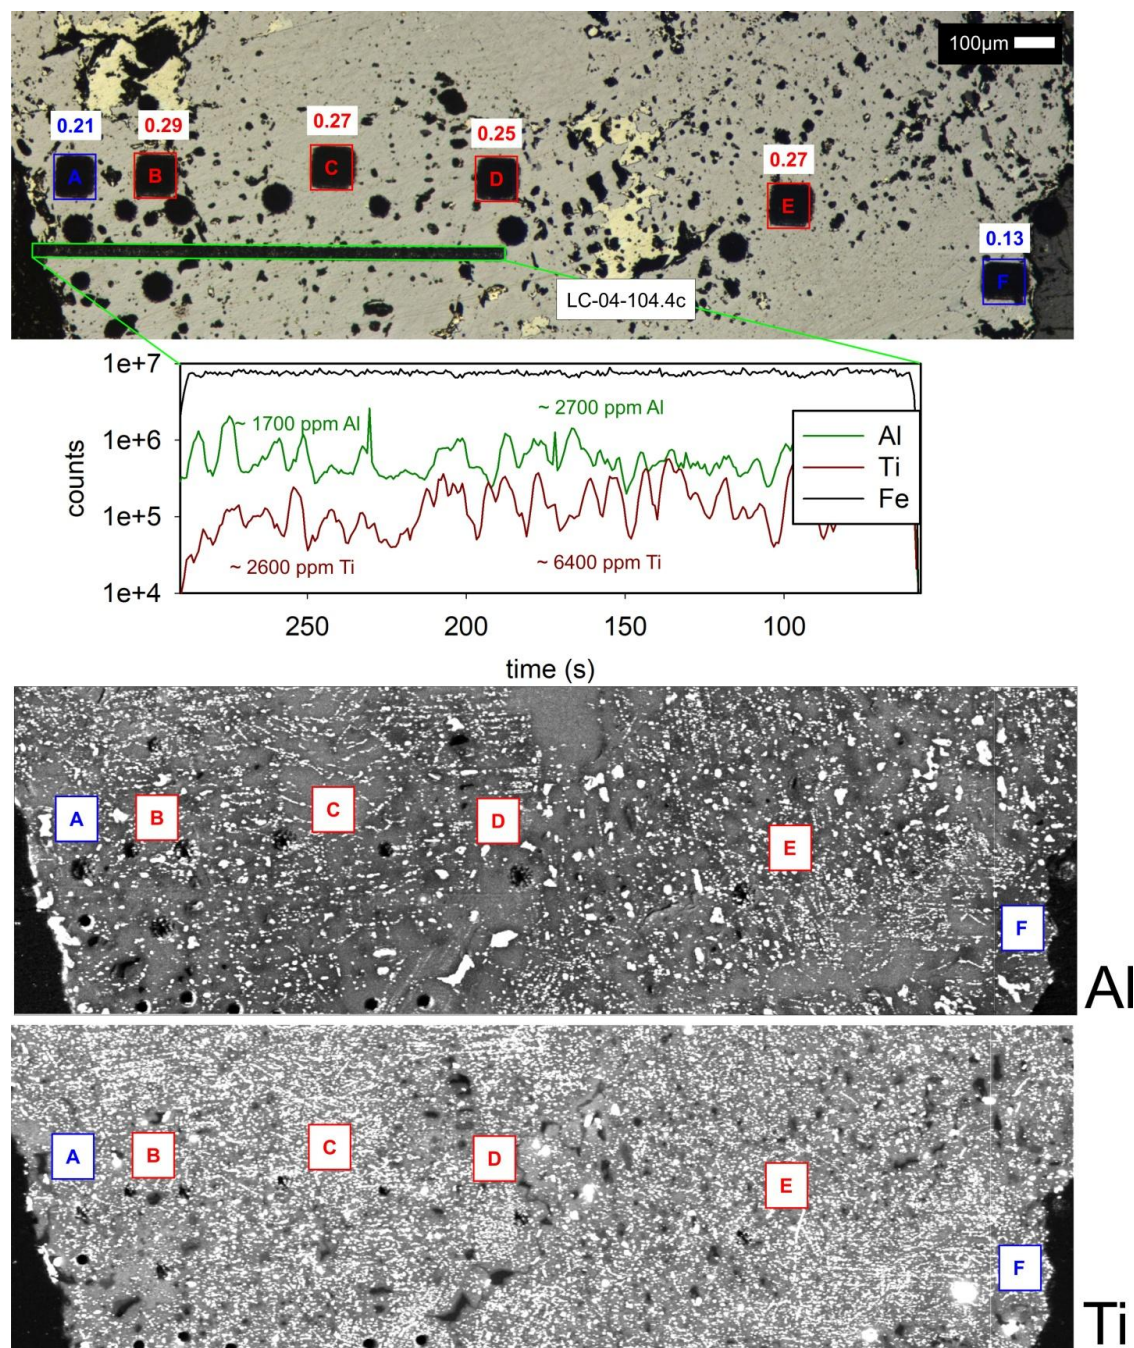 100µm
0.21
0.29
0.27
0.25
0.27
0.13
A
B
C
D
E
F
LC-04-104.4c
1e+7
1e+6
1e+5
1e+4
counts
~ 1700 ppm Al
~ 2700 ppm Al
~ 2600 ppm Ti
~ 6400 ppm Ti
Al
Ti
Fe
250
200
150
100
time (s)
A
B
C
D
E
F
Al
A
B
C
D
E
F
Ti